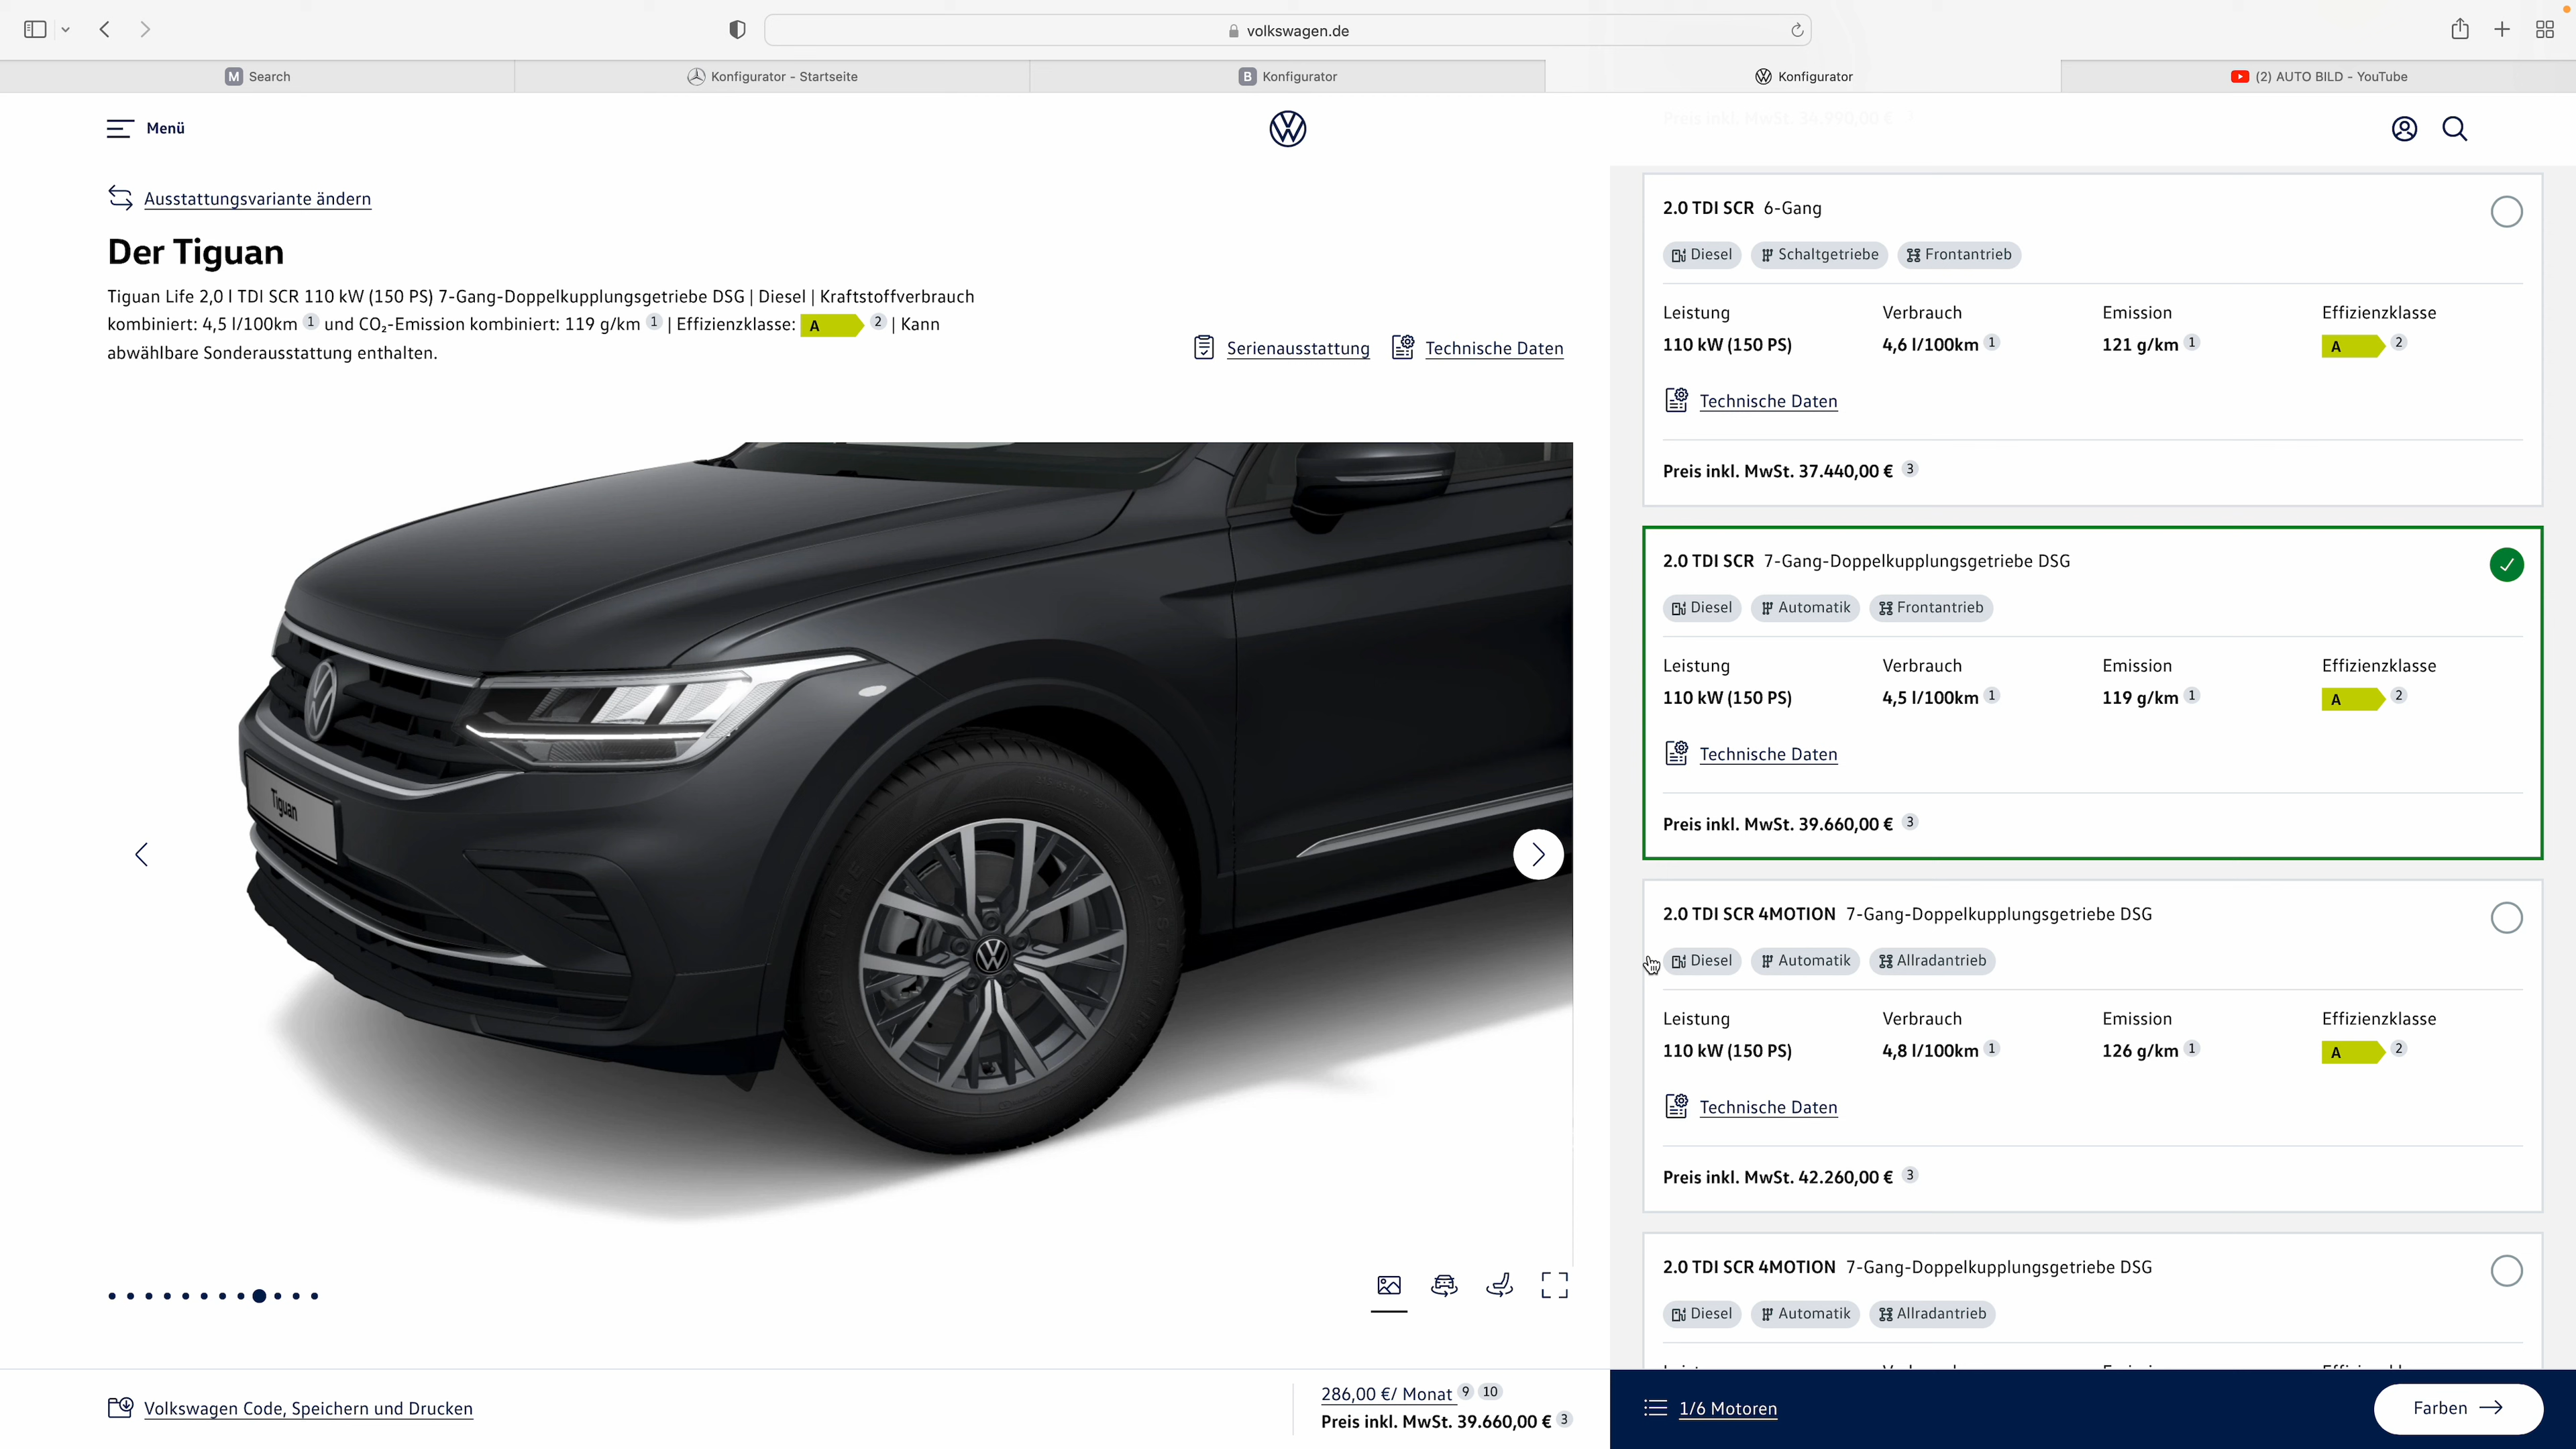 volkswagen.de
M Search
Konfigurator - Startseite
B Konfigurator
Konfigurator
(2) AUTO BILD - YouTube
Menü
Preis inkl. MwSt. 34.990,00 €
Ausstattungsvariante ändern
Der Tiguan
Tiguan Life 2,0 l TDI SCR 110 kW (150 PS) 7-Gang-Doppelkupplungsgetriebe DSG | Diesel | Kraftstoffverbrauch
kombiniert: 4,5 l/100km 1 und CO₂-Emission kombiniert: 119 g/km 1 | Effizienzklasse: A 2 | Kann
abwählbare Sonderausstattung enthalten.
Serienausstattung Technische Daten
Tiguan
2.0 TDI SCR 6-Gang
Diesel Schaltgetriebe Frontantrieb
Leistung Verbrauch Emission Effizienzklasse
110 kW (150 PS) 4,6 l/100km 1 121 g/km 1 A 2
Technische Daten
Preis inkl. MwSt. 37.440,00 € 3
2.0 TDI SCR 7-Gang-Doppelkupplungsgetriebe DSG
Diesel Automatik Frontantrieb
Leistung Verbrauch Emission Effizienzklasse
110 kW (150 PS) 4,5 l/100km 1 119 g/km 1 A 2
Technische Daten
Preis inkl. MwSt. 39.660,00 € 3
2.0 TDI SCR 4MOTION 7-Gang-Doppelkupplungsgetriebe DSG
Diesel Automatik Allradantrieb
Leistung Verbrauch Emission Effizienzklasse
110 kW (150 PS) 4,8 l/100km 1 126 g/km 1 A 2
Technische Daten
Preis inkl. MwSt. 42.260,00 € 3
2.0 TDI SCR 4MOTION 7-Gang-Doppelkupplungsgetriebe DSG
Diesel Automatik Allradantrieb
Volkswagen Code, Speichern und Drucken
286,00 €/ Monat 9 10
Preis inkl. MwSt. 39.660,00 € 3
1/6 Motoren
Farben